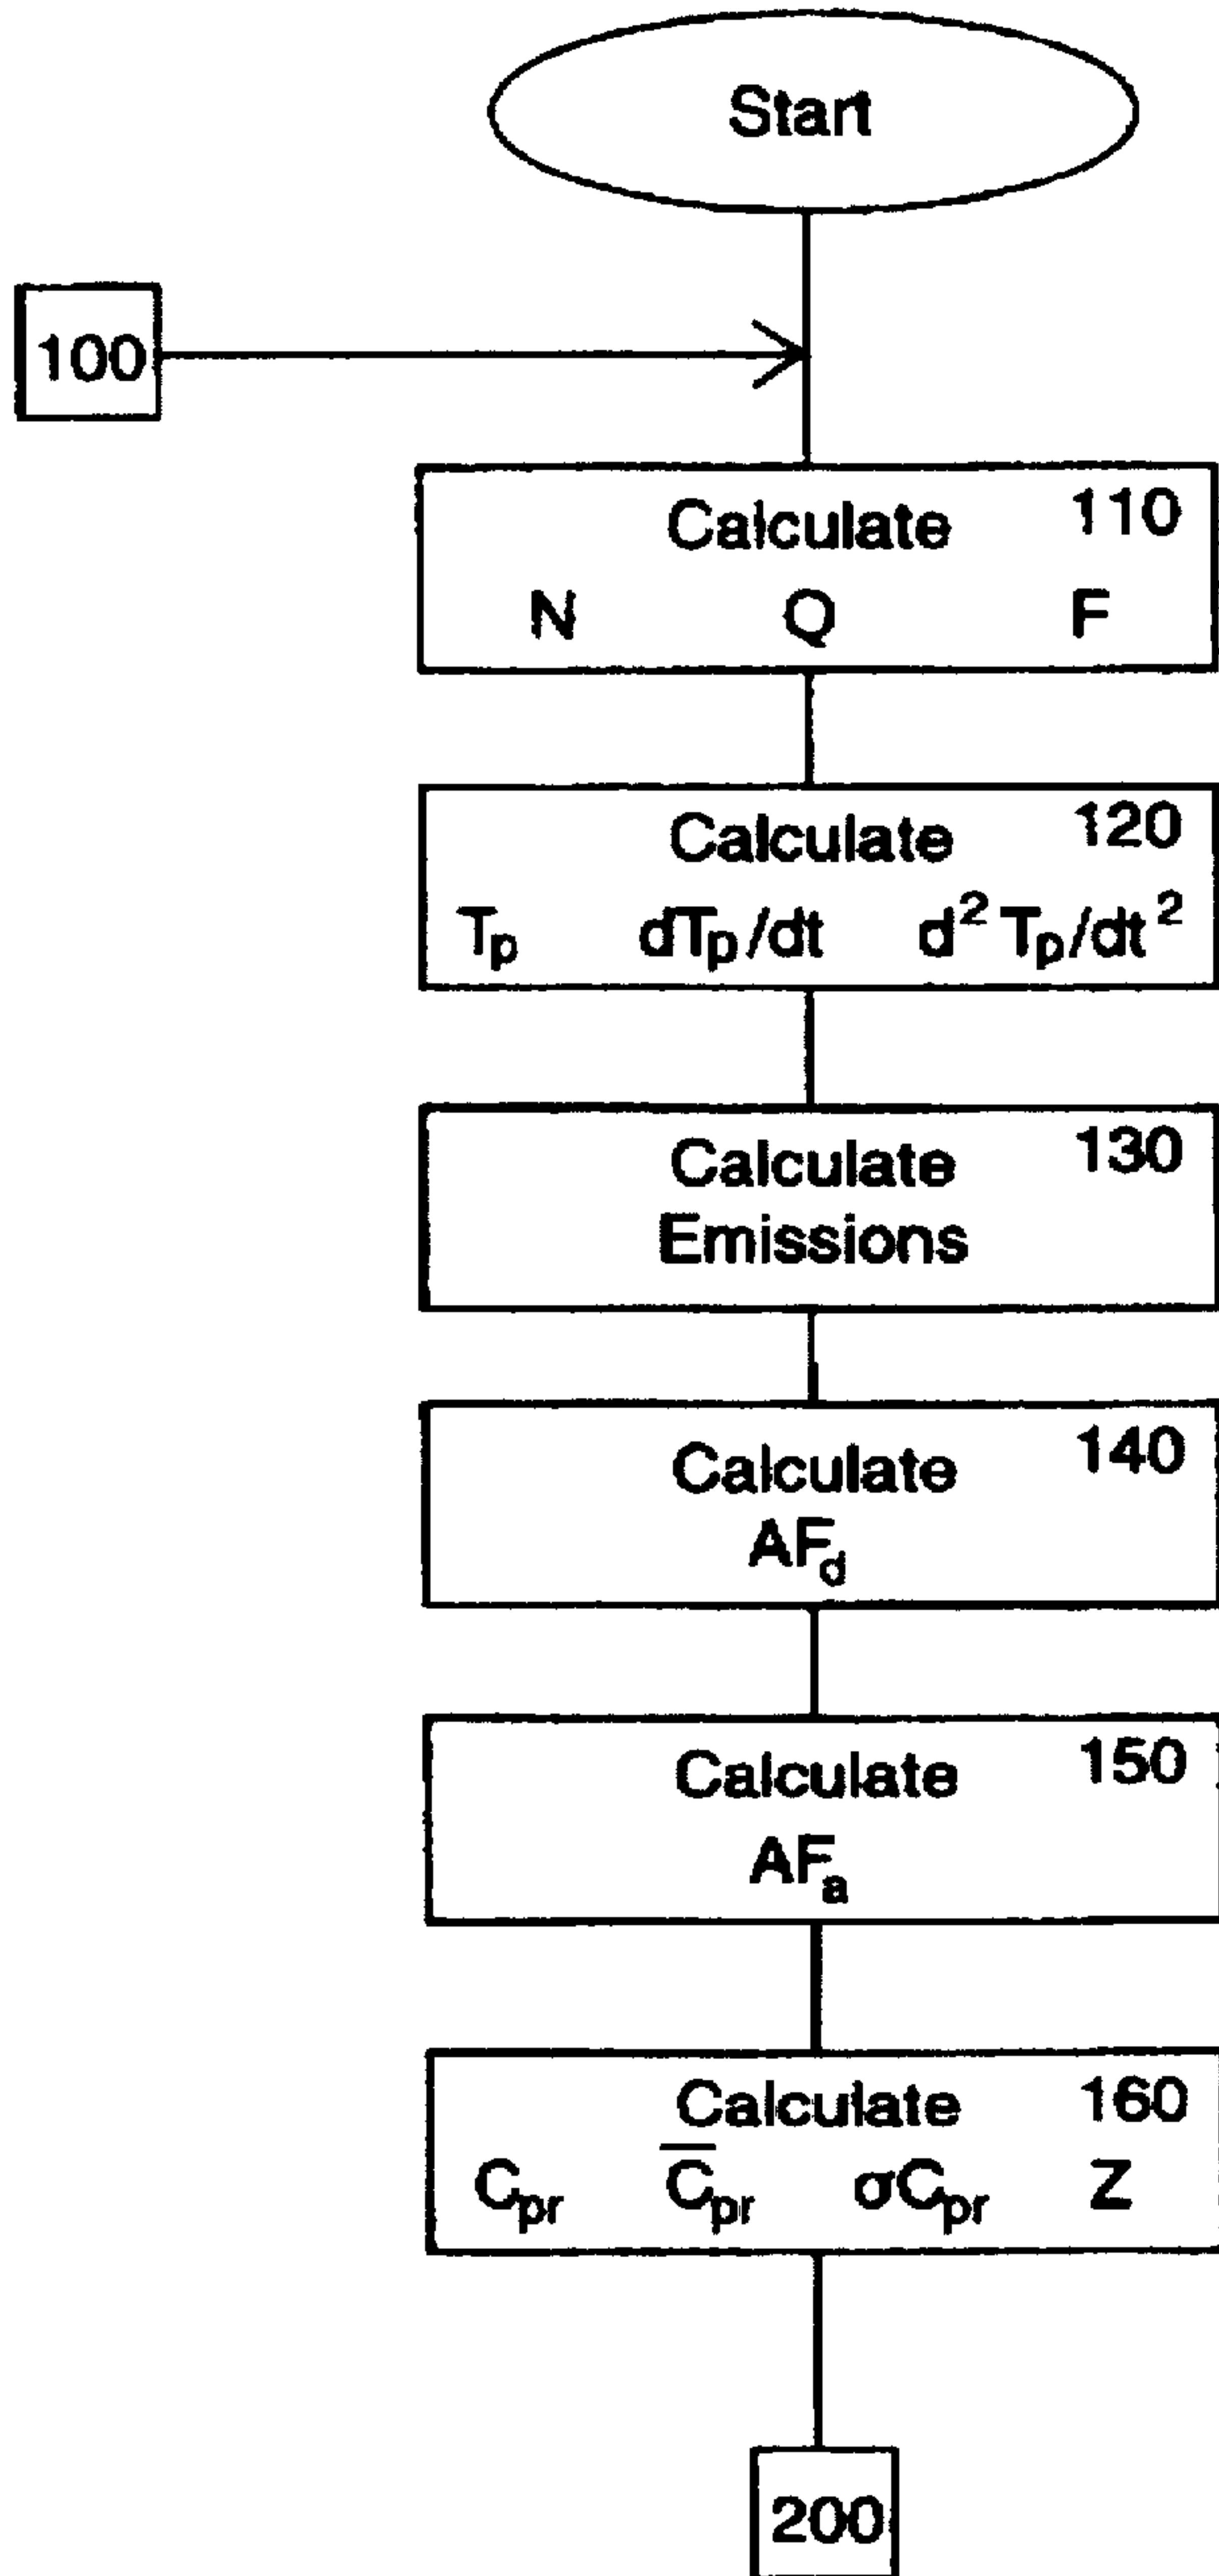 Start
100
Calculate 110
N Q F
Calculate 120
Tp dTp/dt d² Tp/dt²
Calculate 130
Emissions
Calculate 140
AFd
Calculate 150
AFa
Calculate 160
Cpr C̅pr σCpr Z
200